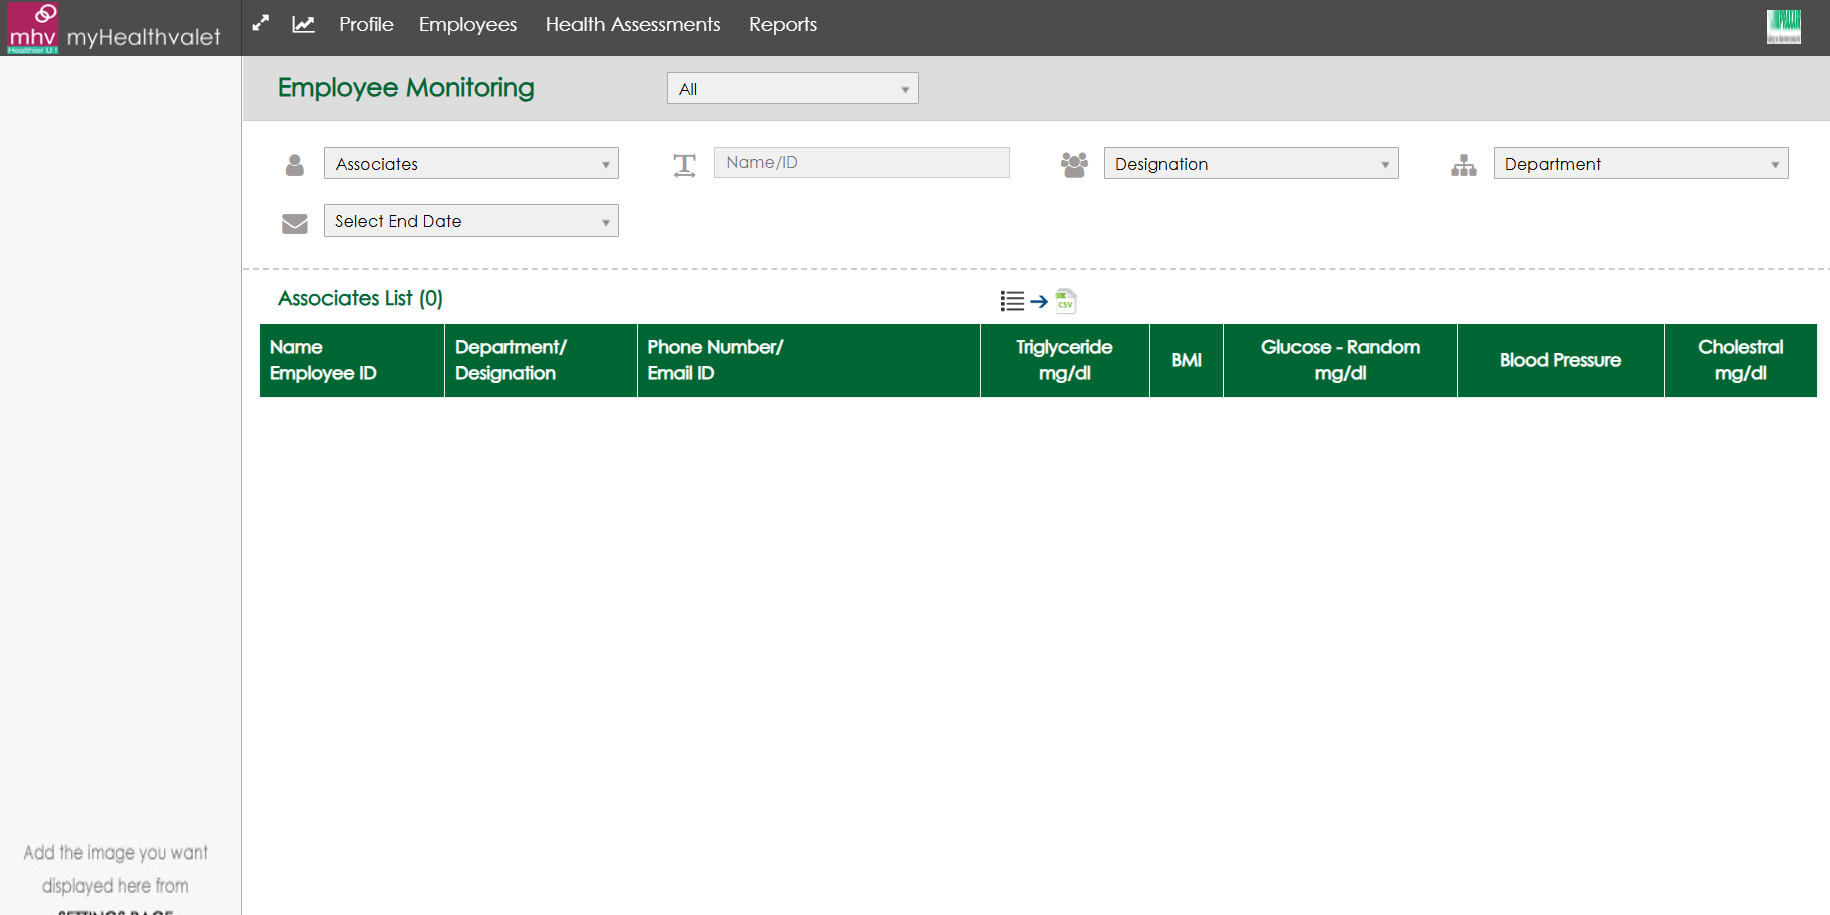 mhv
Healthier U !
myHealthvalet
Profile Employees Health Assessments Reports
Employee Monitoring
All
Associates
Name/ID
Designation
Department
Select End Date
Associates List (0)
CSV
Name
Employee ID
Department/
Designation
Phone Number/
Email ID
Triglyceride
mg/dl
BMI
Glucose - Random
mg/dl
Blood Pressure
Cholestral
mg/dl
Add the image you want
displayed here from
SETTINGS PAGE